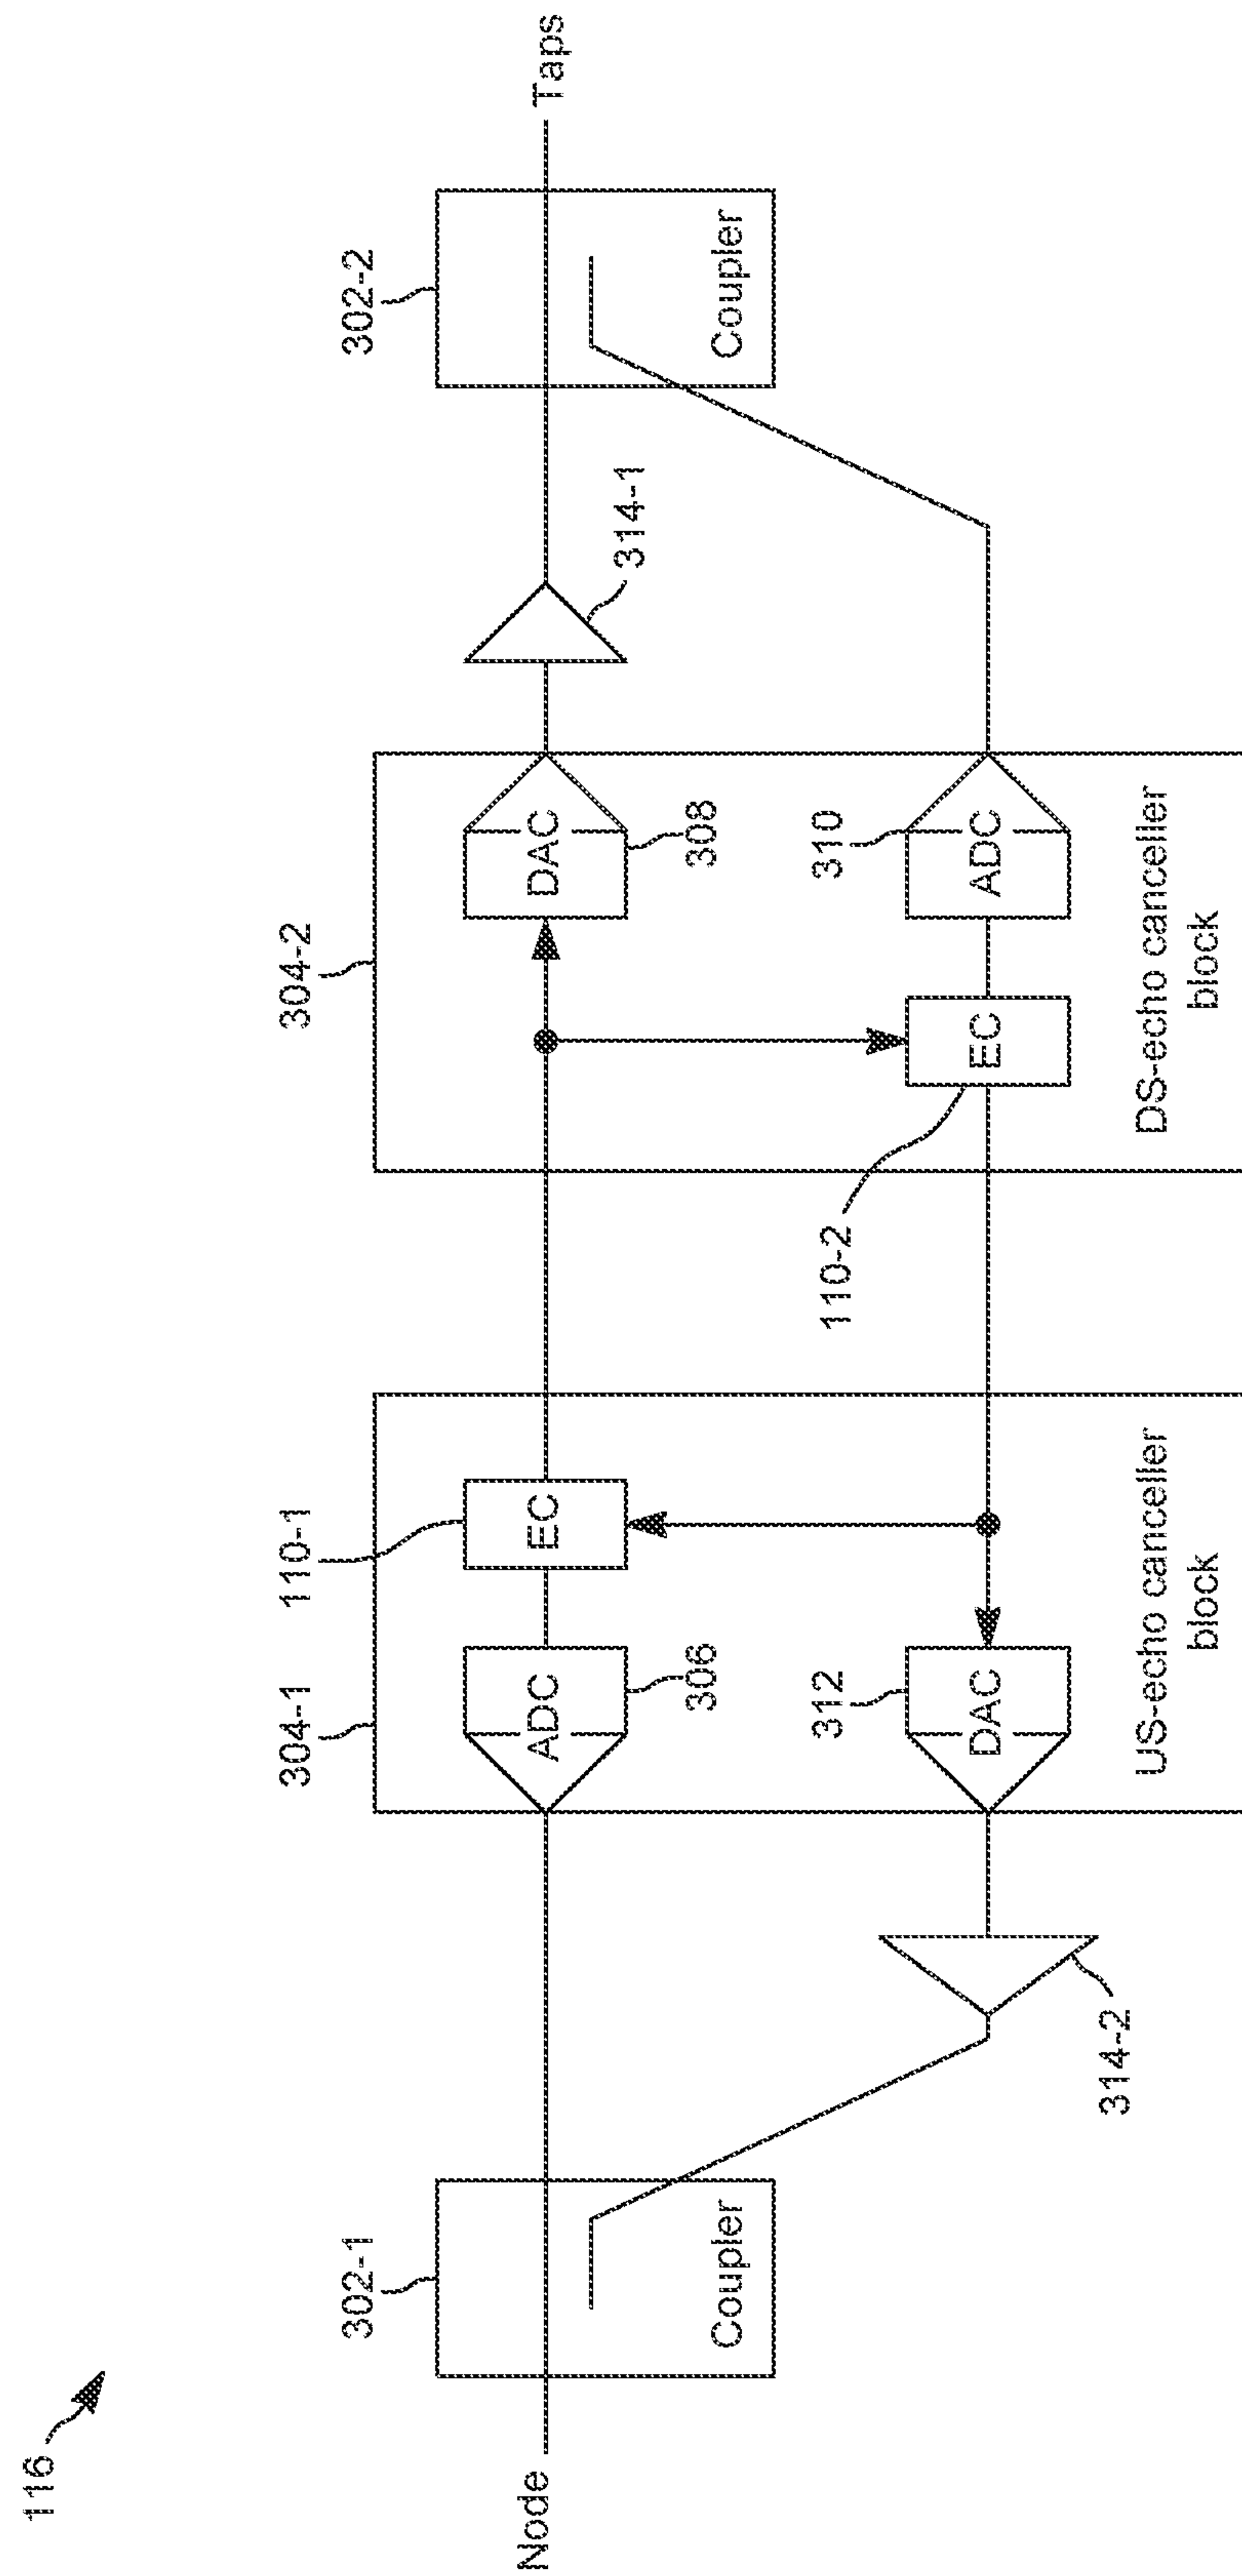 116
Node
302-1
Coupler
314-2
304-1
ADC
306
110-1
EC
312
DAC
US-echo canceller
block
304-2
DAC
308
310
ADC
EC
110-2
DS-echo canceller
block
314-1
302-2
Coupler
Taps